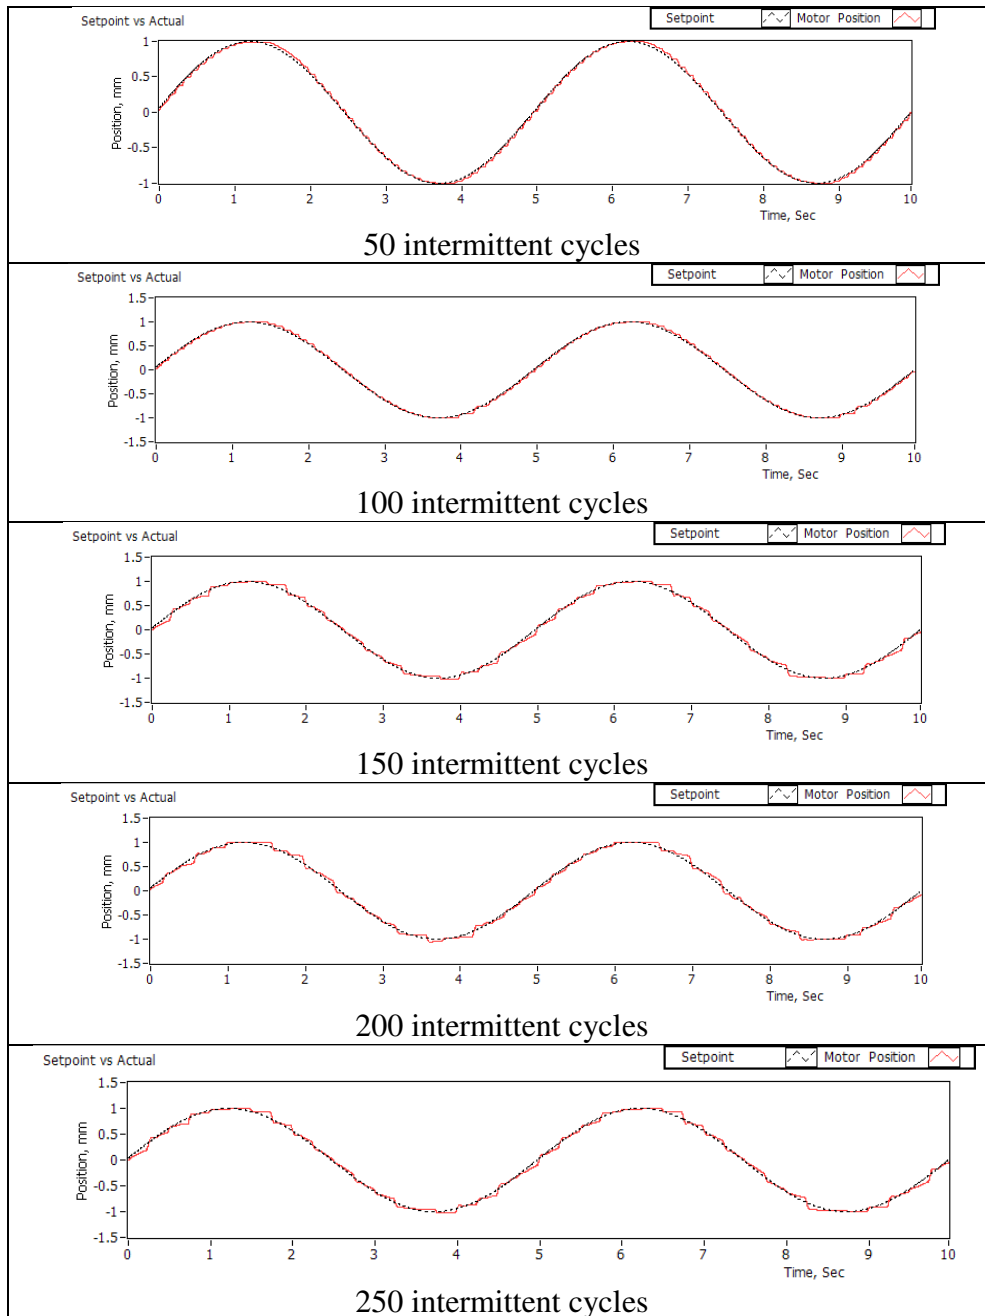 Setpoint vs Actual
Setpoint Motor Position
1
0.5
0
-0.5
-1
Position, mm
0 1 2 3 4 5 6 7 8 9 10
Time, Sec
50 intermittent cycles
Setpoint vs Actual
Setpoint Motor Position
1.5
1
0.5
0
-0.5
-1
-1.5
Position, mm
0 1 2 3 4 5 6 7 8 9 10
Time, Sec
100 intermittent cycles
Setpoint vs Actual
Setpoint Motor Position
1.5
1
0.5
0
-0.5
-1
-1.5
Position, mm
0 1 2 3 4 5 6 7 8 9 10
Time, Sec
150 intermittent cycles
Setpoint vs Actual
Setpoint Motor Position
1.5
1
0.5
0
-0.5
-1
-1.5
Position, mm
0 1 2 3 4 5 6 7 8 9 10
Time, Sec
200 intermittent cycles
Setpoint vs Actual
Setpoint Motor Position
1.5
1
0.5
0
-0.5
-1
-1.5
Position, mm
0 1 2 3 4 5 6 7 8 9 10
Time, Sec
250 intermittent cycles